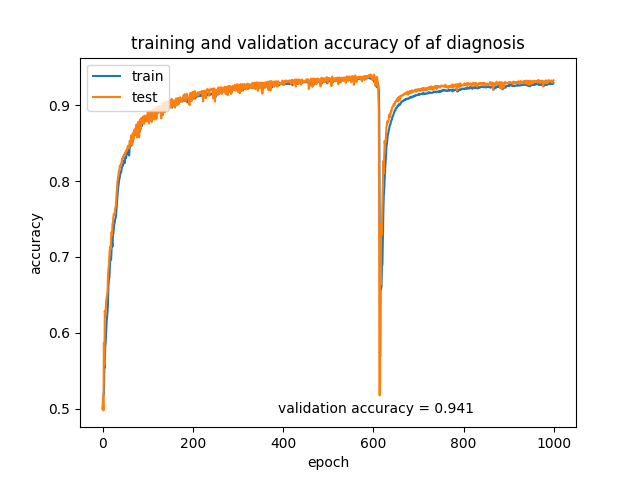 training and validation accuracy of af diagnosis
train
test
0.9
0.8
0.7
0.6
0.5
accuracy
validation accuracy = 0.941
0 200 400 600 800 1000
epoch